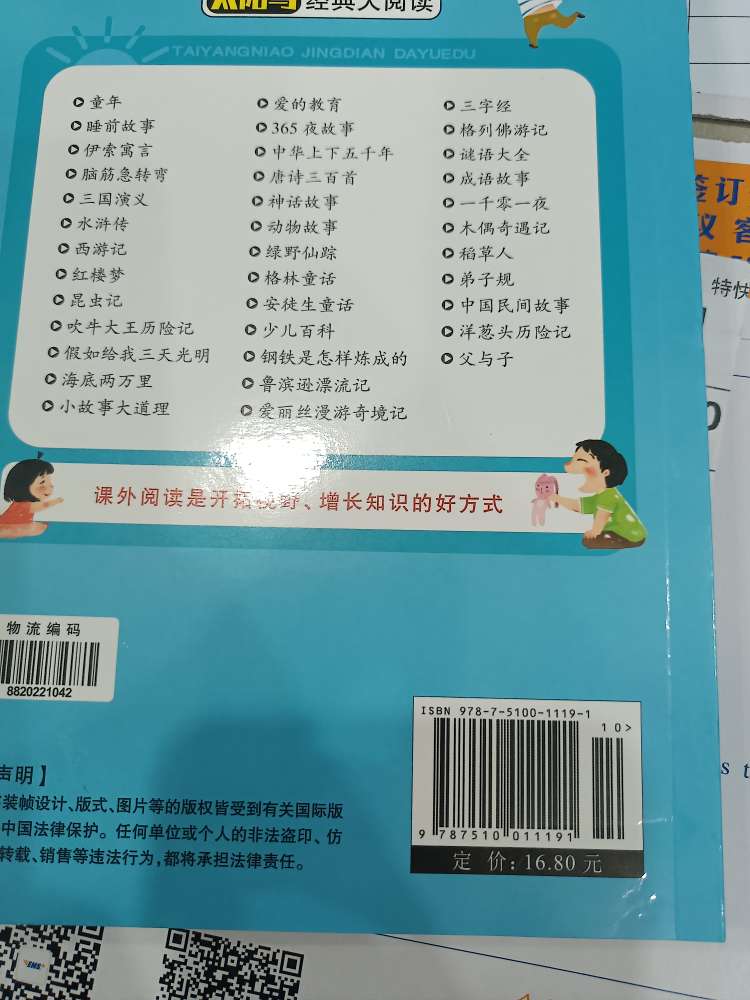 太阳鸟 经典大阅读
TAIYANGNIAO JINGDIAN DAYUEDU
童年
睡前故事
伊索寓言
脑筋急转弯
三国演义
水浒传
西游记
红楼梦
昆虫记
吹牛大王历险记
假如给我三天光明
海底两万里
小故事大道理
爱的教育
365 夜故事
中华上下五千年
唐诗三百首
神话故事
动物故事
绿野仙踪
格林童话
安徒生童话
少儿百科
钢铁是怎样炼成的
鲁滨逊漂流记
爱丽丝漫游奇境记
三字经
格列佛游记
谜语大全
成语故事
一千零一夜
木偶奇遇记
稻草人
弟子规
中国民间故事
洋葱头历险记
父与子
课外阅读是开拓视野、增长知识的好方式
物流编码
8820221042
ISBN 978-7-5100-1119-1
10>
9 787510 011191
定 价: 16.80 元
声明】
装帧设计、版式、图片等的版权皆受到有关国际版
中国法律保护。任何单位或个人的非法盗印、仿
转载、销售等违法行为,都将承担法律责任。
签订
议 客
特快
s t
EMS